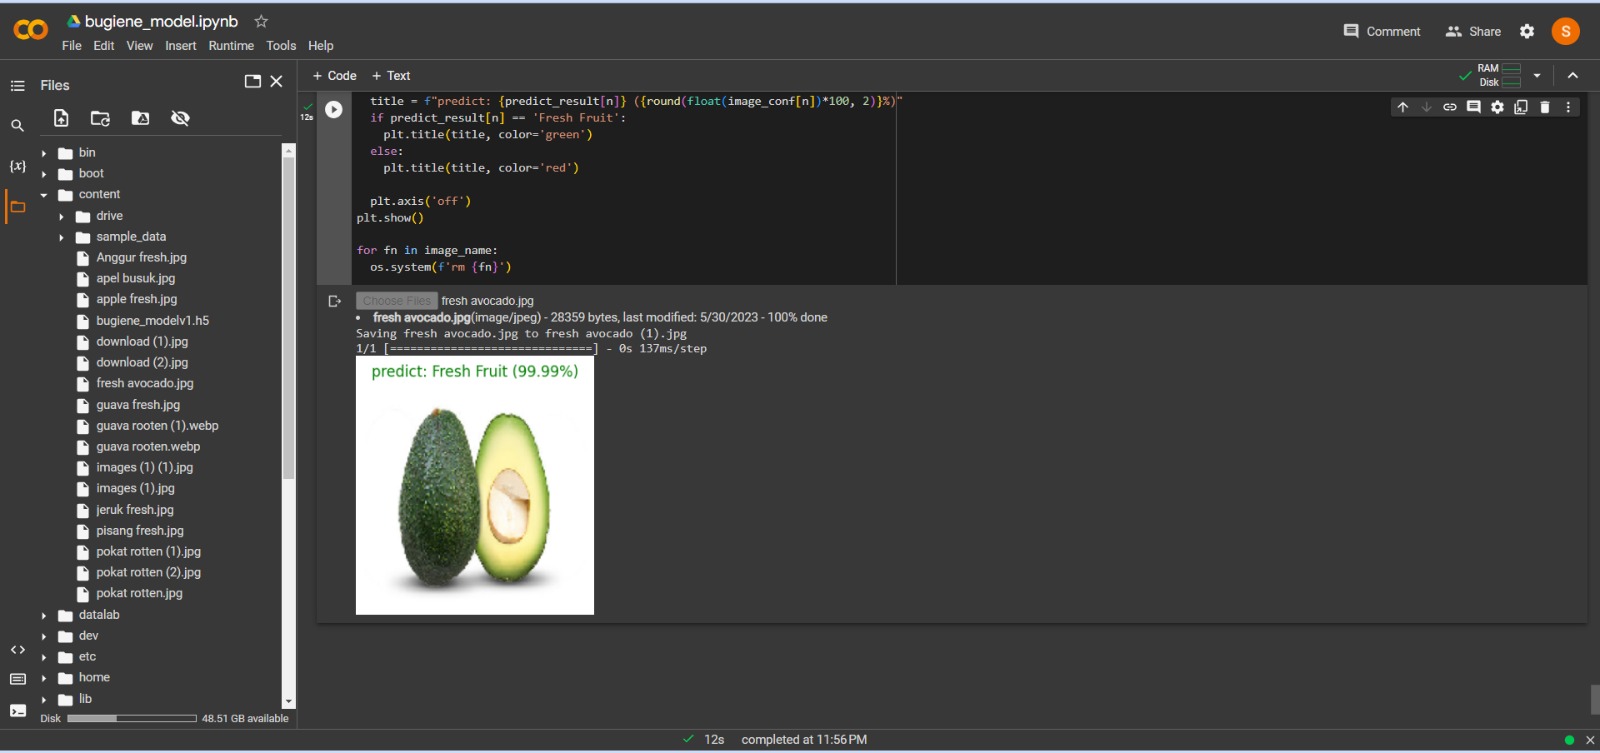 bugiene_model.ipynb
File Edit View Insert Runtime Tools Help
Comment Share S
Files
+ Code + Text
RAM
Disk
{x}
bin
boot
content
drive
sample_data
Anggur fresh.jpg
apel busuk.jpg
apple fresh.jpg
bugiene_modelv1.h5
download (1).jpg
download (2).jpg
fresh avocado.jpg
guava fresh.jpg
guava rooten (1).webp
guava rooten.webp
images (1) (1).jpg
images (1).jpg
jeruk fresh.jpg
pisang fresh.jpg
pokat rotten (1).jpg
pokat rotten (2).jpg
pokat rotten.jpg
datalab
dev
etc
home
lib
Disk 48.51 GB available
12s
title = f"predict: {predict_result[n]} ({round(float(image_conf[n])*100, 2)}%)"
if predict_result[n] == 'Fresh Fruit':
plt.title(title, color='green')
else:
plt.title(title, color='red')
plt.axis('off')
plt.show()
for fn in image_name:
os.system(f'rm {fn}')
Choose Files fresh avocado.jpg
• fresh avocado.jpg(image/jpeg) - 28359 bytes, last modified: 5/30/2023 - 100% done
Saving fresh avocado.jpg to fresh avocado (1).jpg
1/1 [==============================] - 0s 137ms/step
predict: Fresh Fruit (99.99%)
12s completed at 11:56 PM